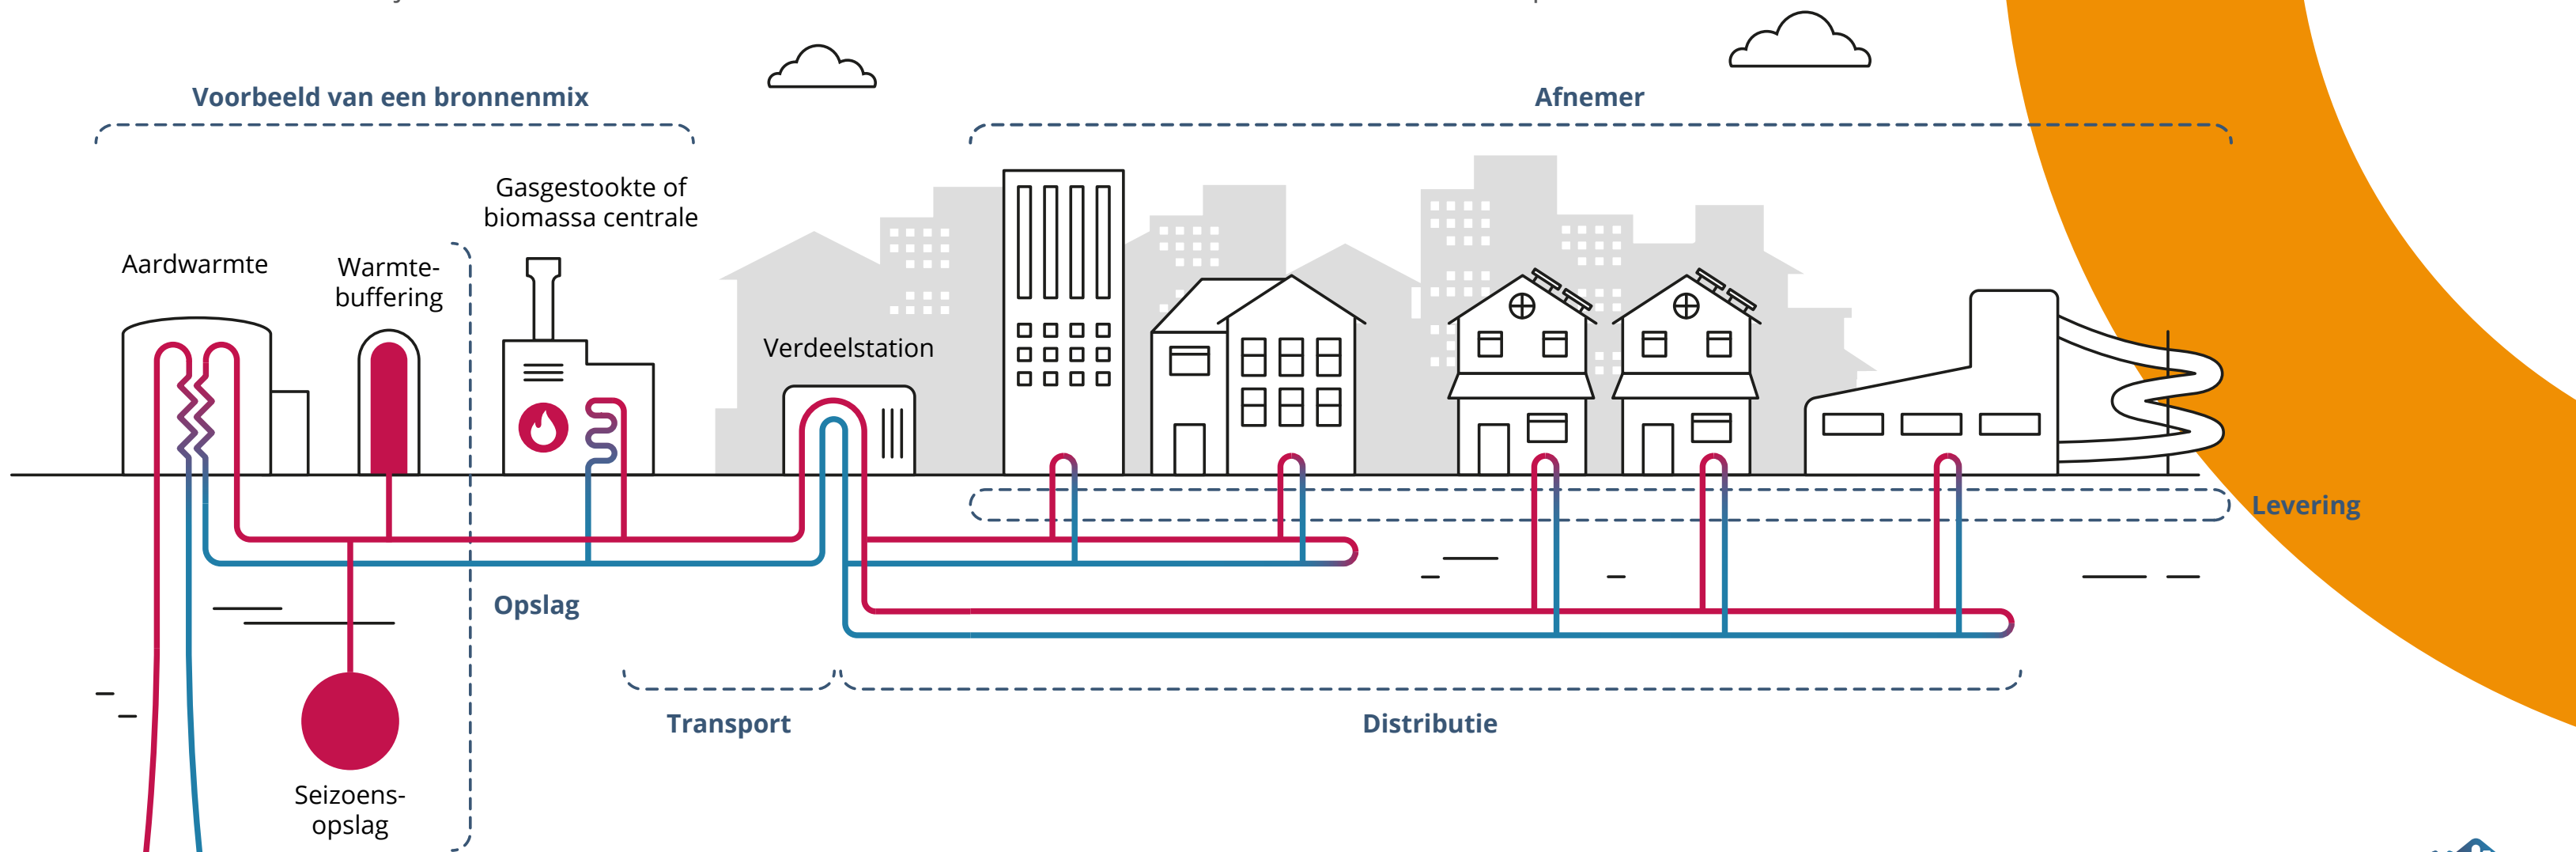 Voorbeeld van een bronnenmix
Afnemer
Gasgestookte of
biomassa centrale
Aardwarmte
Warmte-
buffering
Verdeelstation
Levering
Opslag
Transport
Distributie
Seizoens-
opslag